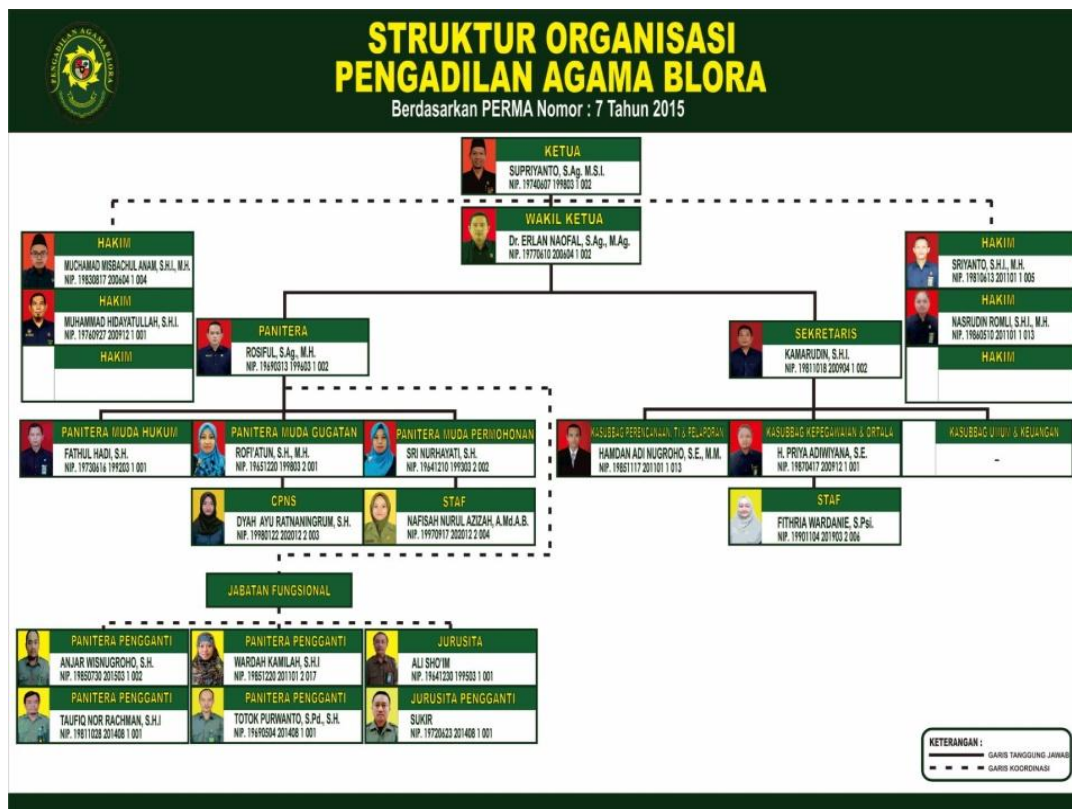 PENGADILAN AGAMA BLORA
STRUKTUR ORGANISASI
PENGADILAN AGAMA BLORA
Berdasarkan PERMA Nomor : 7 Tahun 2015
KETUA
SUPRIYANTO, S.Ag. M.S.I.
NIP. 19740607 199803 1 002
WAKIL KETUA
Dr. ERLAN NAOFAL, S.Ag., M.Ag.
NIP. 19770610 200604 1 002
HAKIM
MUCHAMAD MISBACHUL ANAM, S.H.I., M.H.
NIP. 19830817 200604 1 004
HAKIM
MUHAMMAD HIDAYATULLAH, S.H.I.
NIP. 19760927 200912 1 001
HAKIM
HAKIM
SRIYANTO, S.H.I., M.H.
NIP. 19810613 201101 1 005
HAKIM
NASRUDIN ROMLI, S.H.I., M.H.
NIP. 19860510 201101 1 013
HAKIM
PANITERA
ROSIFUL, S.Ag., M.H.
NIP. 19690313 199603 1 002
SEKRETARIS
KAMARUDIN, S.H.I.
NIP. 19811018 200904 1 002
PANITERA MUDA HUKUM
FATHUL HADI, S.H.
NIP. 19730616 199203 1 001
PANITERA MUDA GUGATAN
ROFI'ATUN, S.H., M.H.
NIP. 19651220 199803 2 001
PANITERA MUDA PERMOHONAN
SRI NURHAYATI, S.H.
NIP. 19641210 199303 2 002
KASUBBAG PERENCANAAN, TI & PELAPORAN
HAMDAN ADI NUGROHO, S.E., M.M.
NIP. 19851117 201101 1 013
KASUBBAG KEPEGAWAIAN & ORTALA
H. PRIYA ADIWIYANA, S.E.
NIP. 19870417 200912 1 001
KASUBBAG UMUM & KEUANGAN
-
CPNS
DYAH AYU RATNANINGRUM, S.H.
NIP. 19980122 202012 2 003
STAF
NAFISAH NURUL AZIZAH, A.Md.A.B.
NIP. 19970917 202012 2 004
STAF
FITHRIA WARDANIE, S.Psi.
NIP. 19901104 201903 2 006
JABATAN FUNGSIONAL
PANITERA PENGGANTI
ANJAR WISNUGROHO, S.H.
NIP. 19850730 201503 1 002
PANITERA PENGGANTI
WARDAH KAMILAH, S.H.I
NIP. 19851220 201101 2 017
JURUSITA
ALI SHO'IM
NIP. 19641230 199503 1 001
PANITERA PENGGANTI
TAUFIQ NOR RACHMAN, S.H.I
NIP. 19811028 201408 1 001
PANITERA PENGGANTI
TOTOK PURWANTO, S.Pd., S.H.
NIP. 19690504 201408 1 001
JURUSITA PENGGANTI
SUKIR
NIP. 19720623 201408 1 001
KETERANGAN :
GARIS TANGGUNG JAWAB
GARIS KOORDINASI